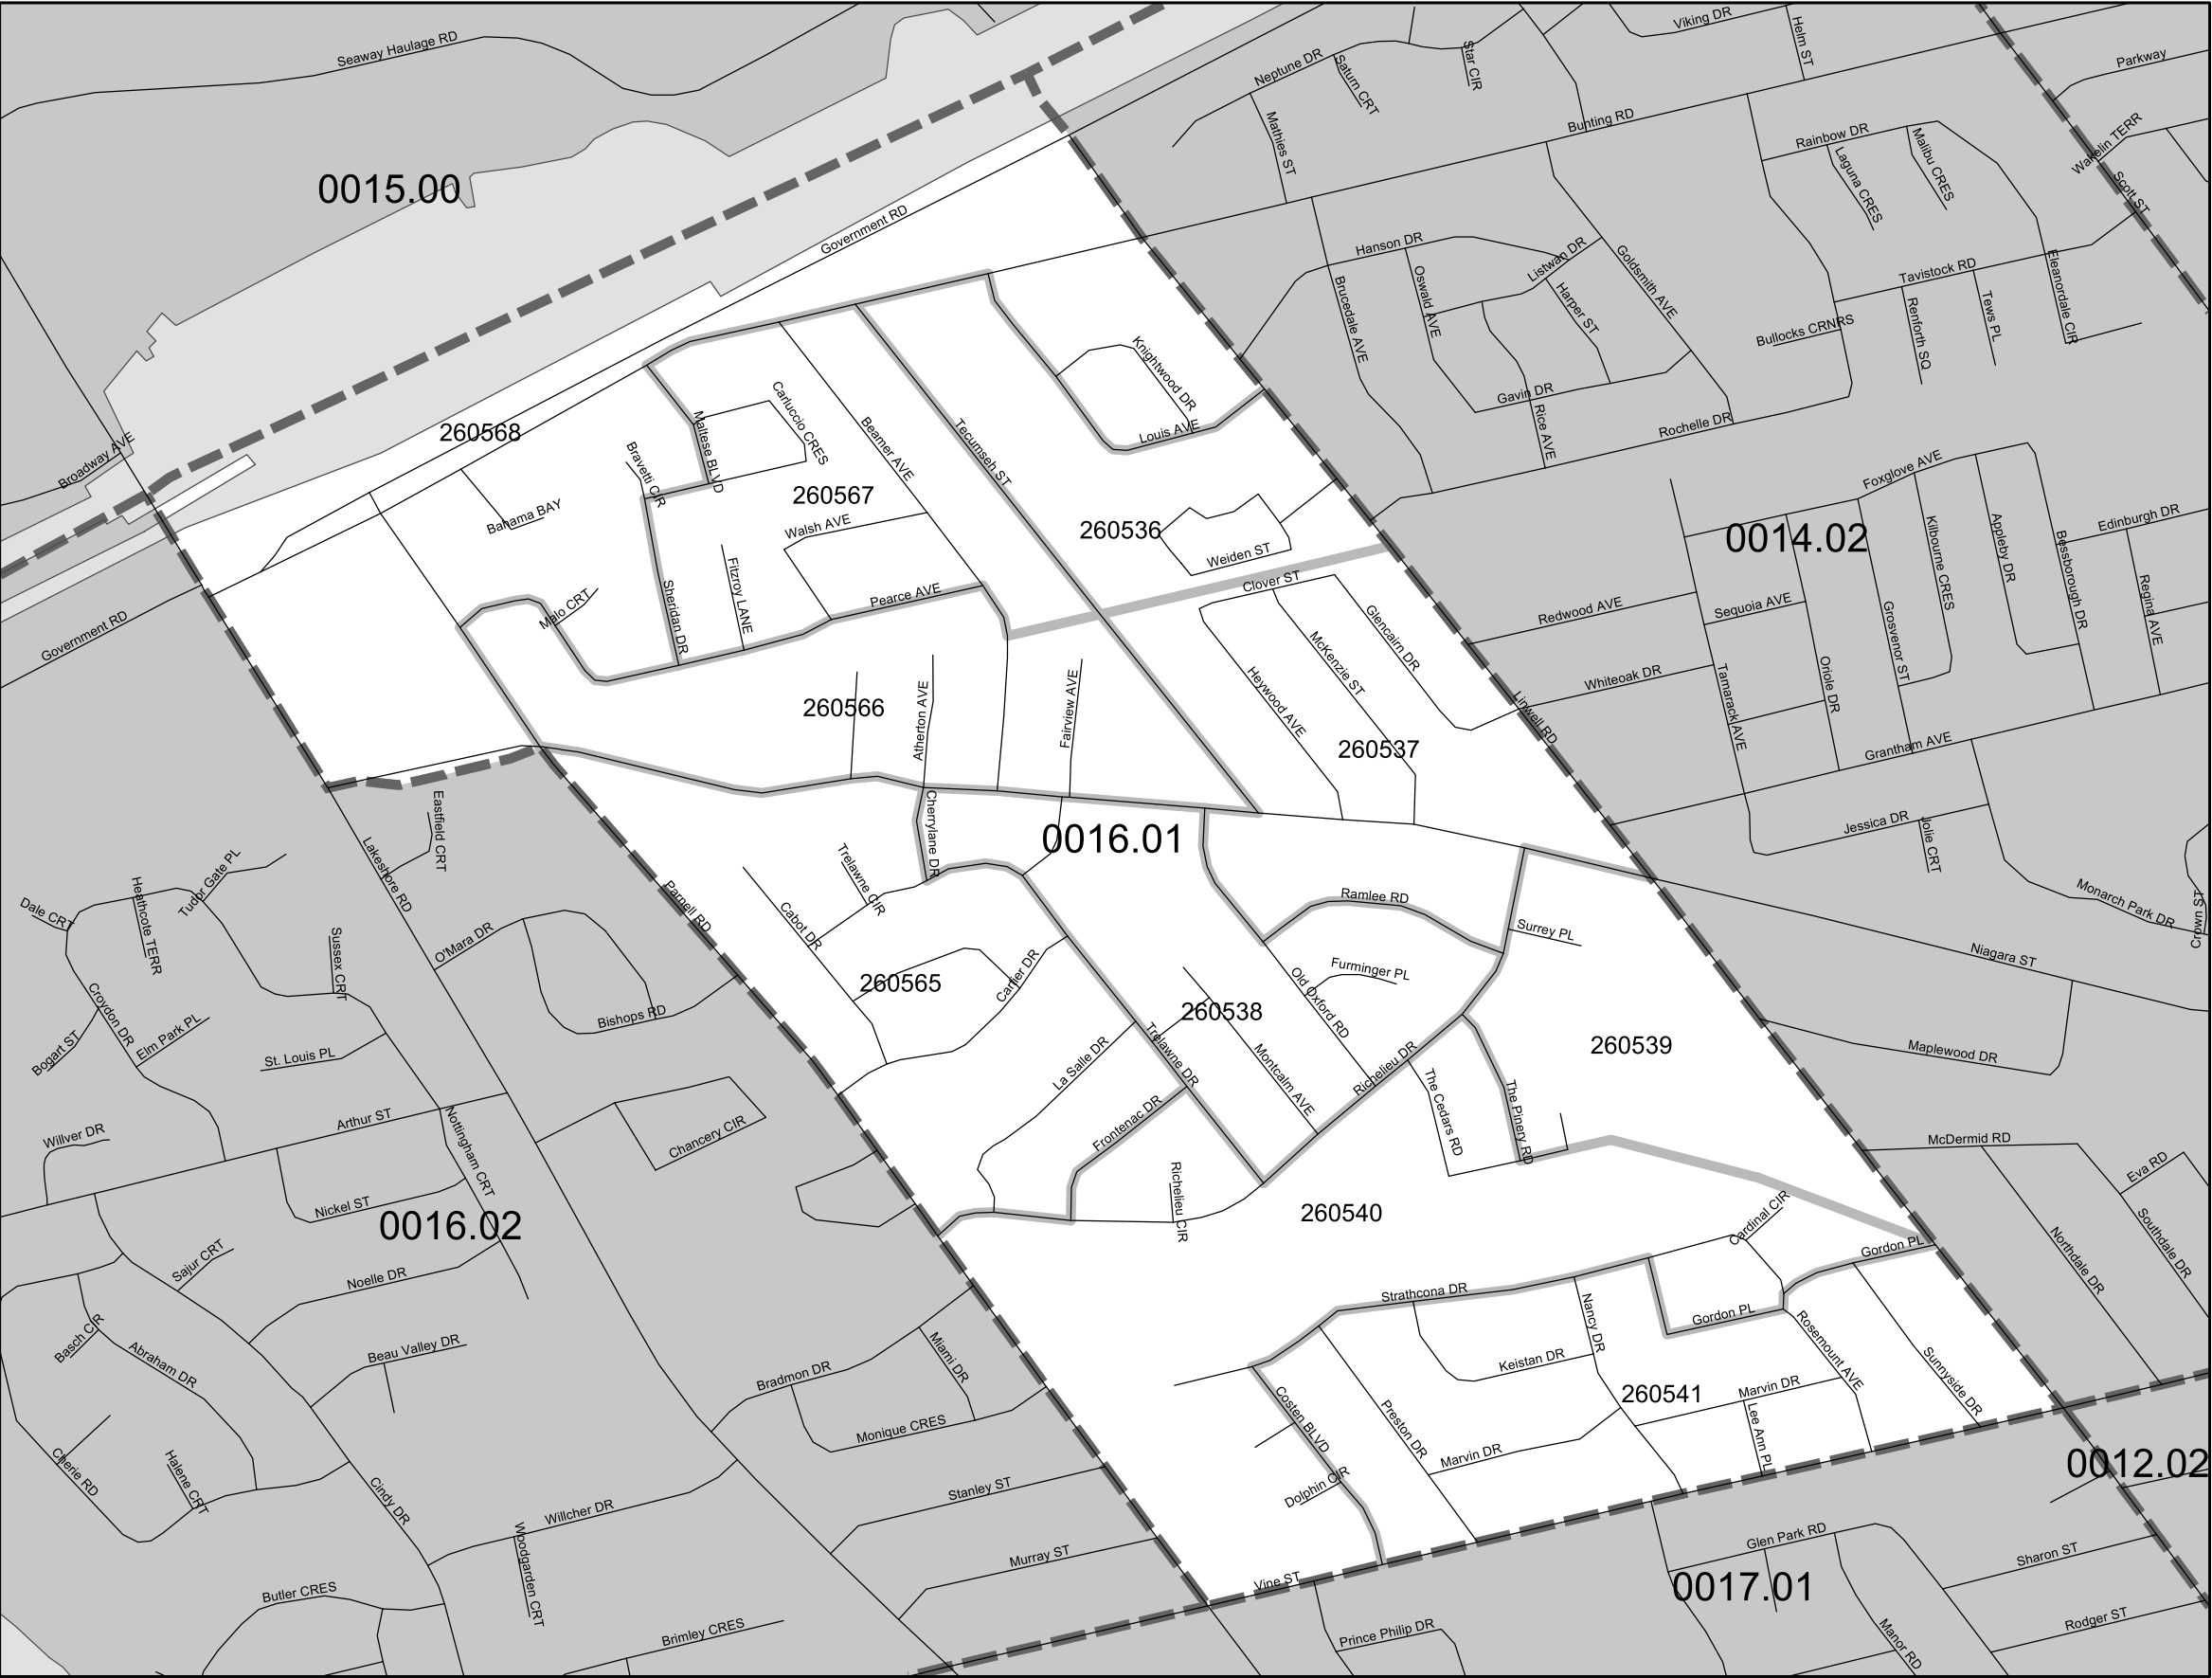 Seaway Haulage RD
Viking DR
Helm ST
Neptune DR
Saturn CRT
Star CIR
Parkway
Mathies ST
Bunting RD
Rainbow DR
Laguna CRES
Malibu CRES
Wakelin TERR
Scott ST
0015.00
Government RD
Hanson DR
Oswald AVE
Listwan DR
Harper ST
Goldsmith AVE
Brucedale AVE
Tavistock RD
Eleanordale CIR
Bullocks CRNRS
Renforth SQ
Tews PL
Knightwood DR
Louis AVE
Gavin DR
Rice AVE
Rochelle DR
260568
Maltese BLVD
Carluccio CRES
Beamer AVE
Tecumseh ST
Bravetti CIR
Broadway AVE
260567
Bahama BAY
Walsh AVE
260536
Weiden ST
Foxglove AVE
0014.02
Kilbourne CRES
Appleby DR
Bessborough DR
Edinburgh DR
Regina AVE
Malo CRT
Sheridan DR
Fitzroy LANE
Pearce AVE
Clover ST
Glencairn DR
McKenzie ST
Heywood AVE
Redwood AVE
Sequoia AVE
Grosvenor ST
Government RD
Whiteoak DR
Tamarack AVE
Oriole DR
Linwell RD
260566
Atherton AVE
Fairview AVE
260537
Grantham AVE
Eastfield CRT
Cherrylane DR
0016.01
Jessica DR
Jolie CRT
Lakeshore RD
Tudor Gate PL
Heathcote TERR
Dale CRT
Trelawne CIR
Parnell RD
Cabot DR
Ramlee RD
Surrey PL
Monarch Park DR
Crown ST
O'Mara DR
Sussex CRT
Niagara ST
Croydon DR
Cartier DR
260565
Furminger PL
Old Oxford RD
260538
Bishops RD
Elm Park PL
Bogart ST
St. Louis PL
La Salle DR
Trelawne DR
Montcalm AVE
Richelieu DR
260539
Maplewood DR
The Cedars RD
The Pinery RD
Arthur ST
Nottingham CRT
Willver DR
Chancery CIR
Frontenac DR
Richelieu CIR
McDermid RD
Eva RD
Southdale DR
Northdale DR
Nickel ST
0016.02
260540
Cardinal CIR
Gordon PL
Sajur CRT
Noelle DR
Strathcona DR
Nancy DR
Gordon PL
Rosemount AVE
Basch CIR
Abraham DR
Beau Valley DR
Miami DR
Bradmon DR
Keistan DR
Sunnyside DR
260541
Marvin DR
Lee Ann PL
Costen BLVD
Preston DR
Monique CRES
Marvin DR
Cherie RD
Halene CRT
Cindy DR
Dolphin CIR
0012.02
Stanley ST
Willcher DR
Woodgarden CRT
Glen Park RD
Sharon ST
Murray ST
Vine ST
0017.01
Butler CRES
Brimley CRES
Prince Philip DR
Manor RD
Rodger ST